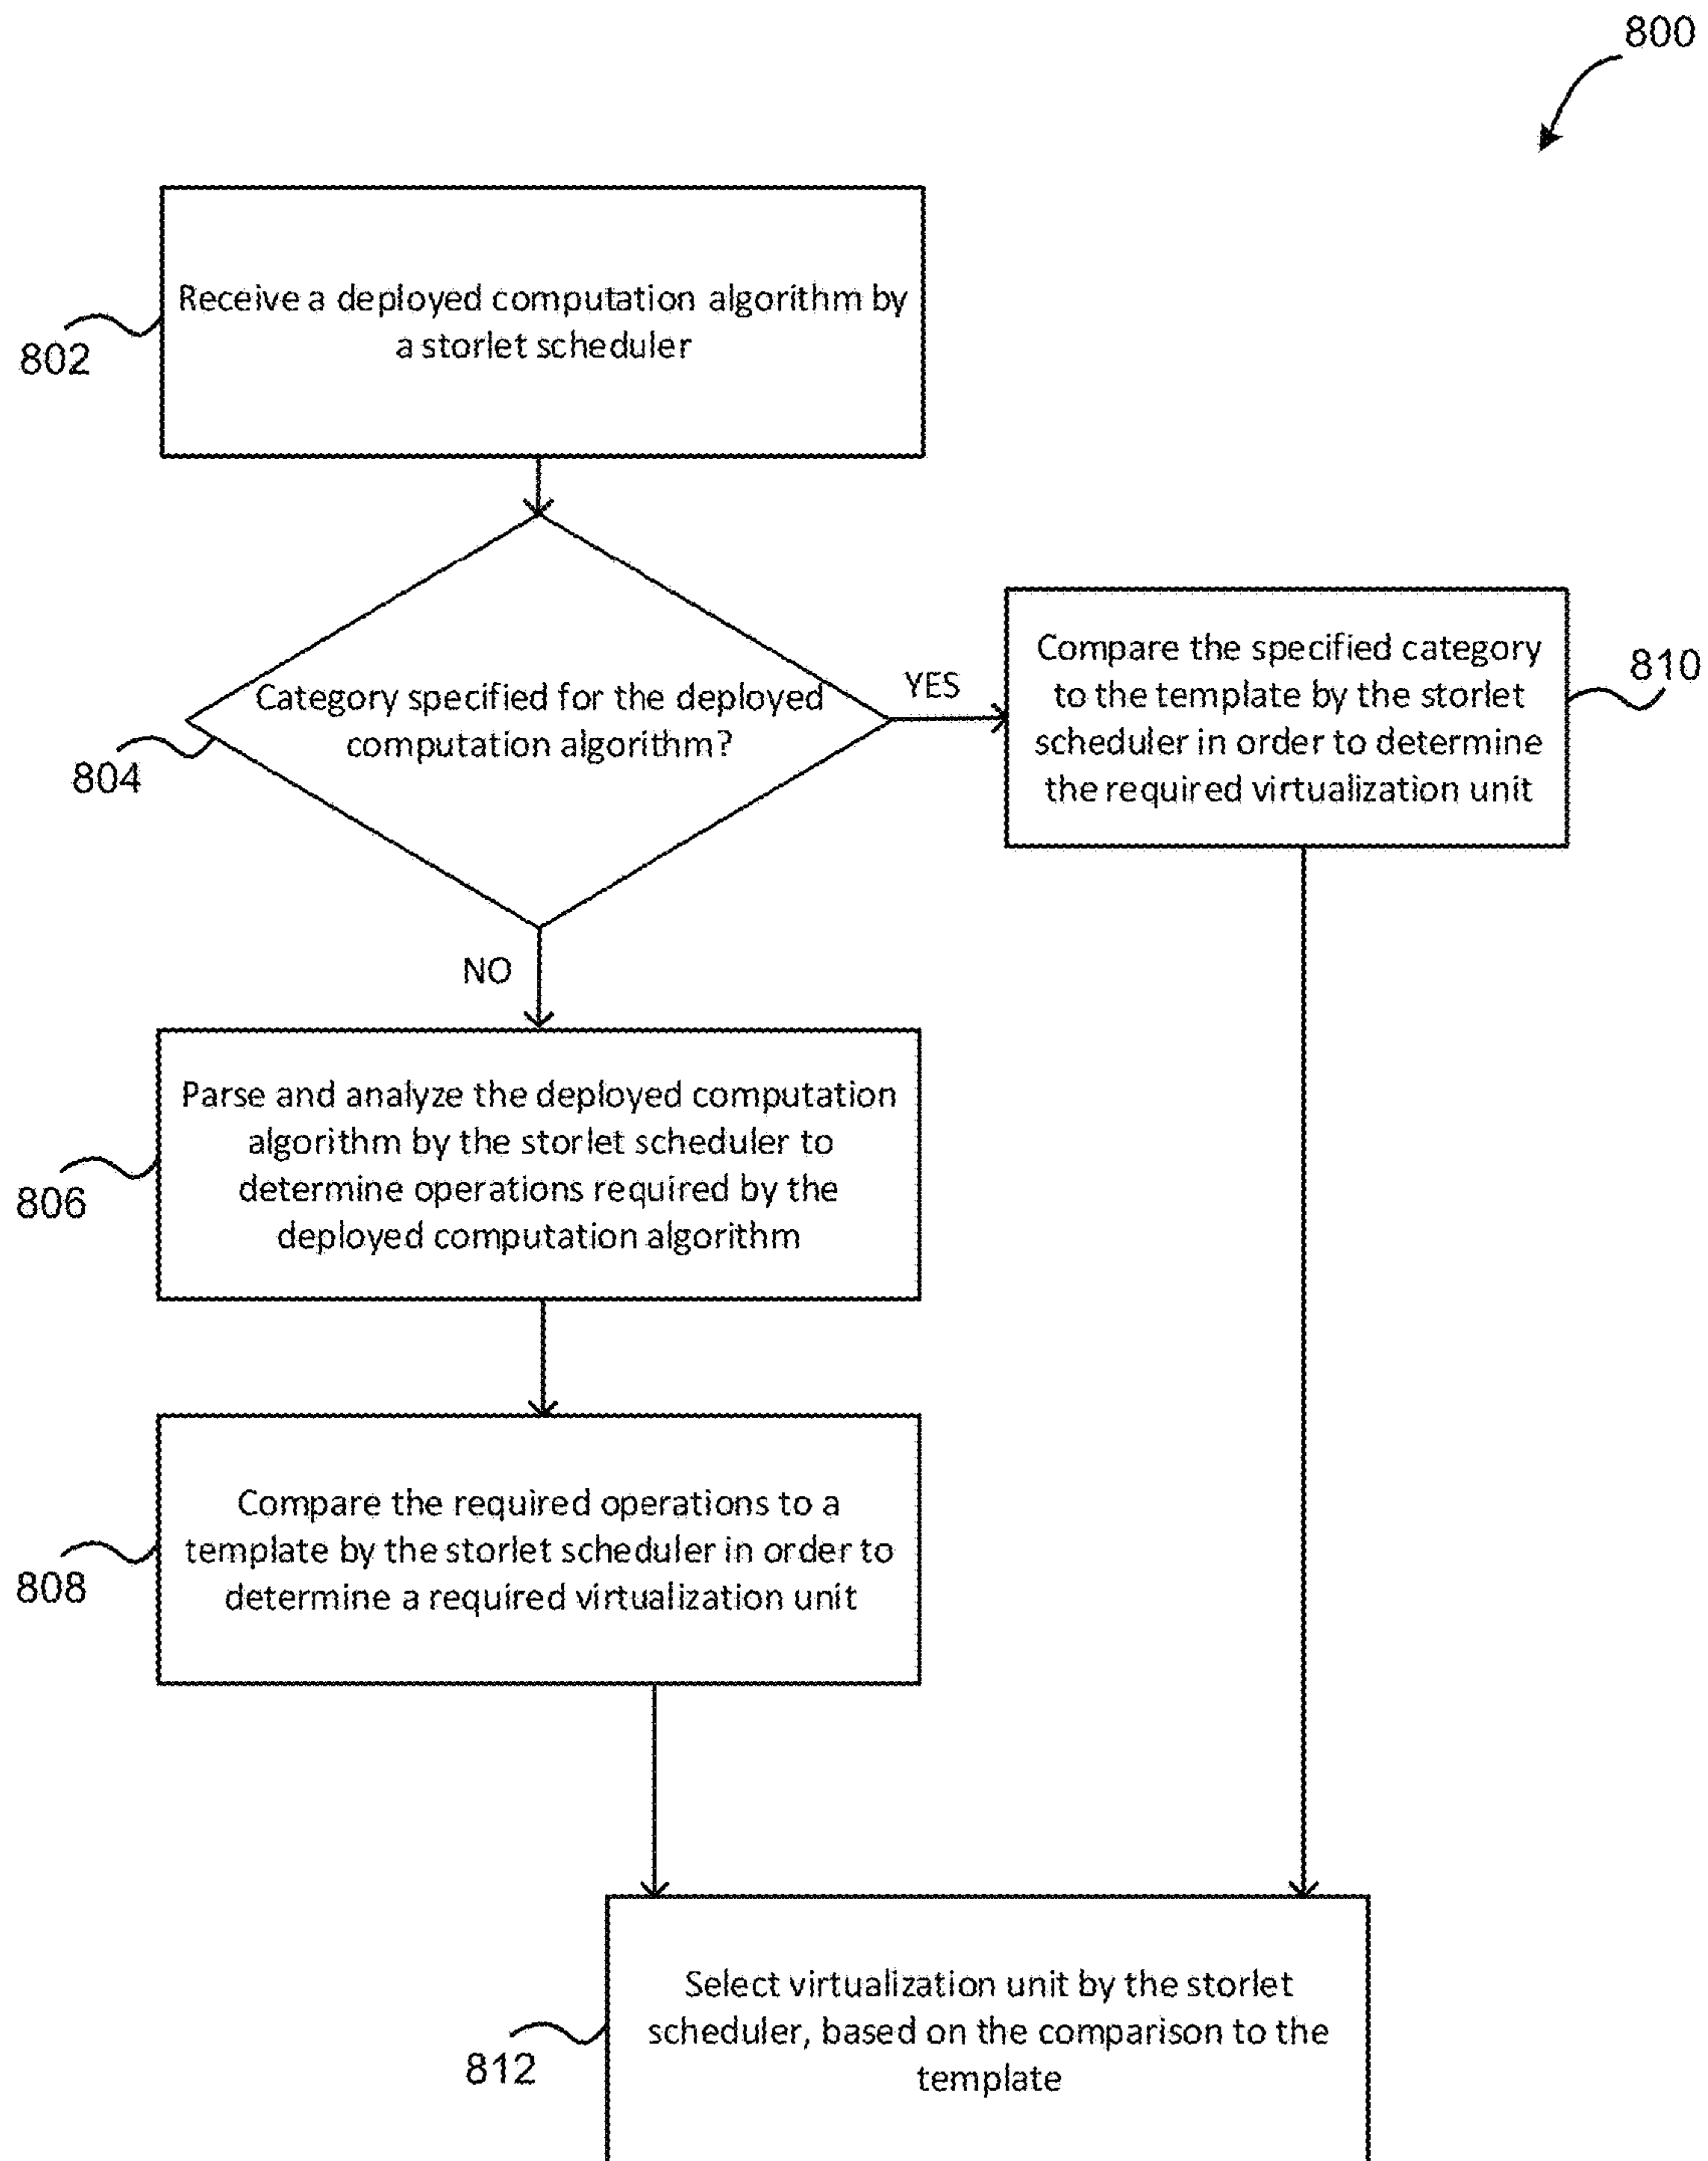 800
Receive a deployed computation algorithm by
a storlet scheduler
802
Category specified for the deployed
computation algorithm?
804
YES
Compare the specified category
to the template by the storlet
scheduler in order to determine
the required virtualization unit
810
NO
Parse and analyze the deployed computation
algorithm by the storlet scheduler to
determine operations required by the
deployed computation algorithm
806
Compare the required operations to a
template by the storlet scheduler in order to
determine a required virtualization unit
808
Select virtualization unit by the storlet
scheduler, based on the comparison to the
template
812